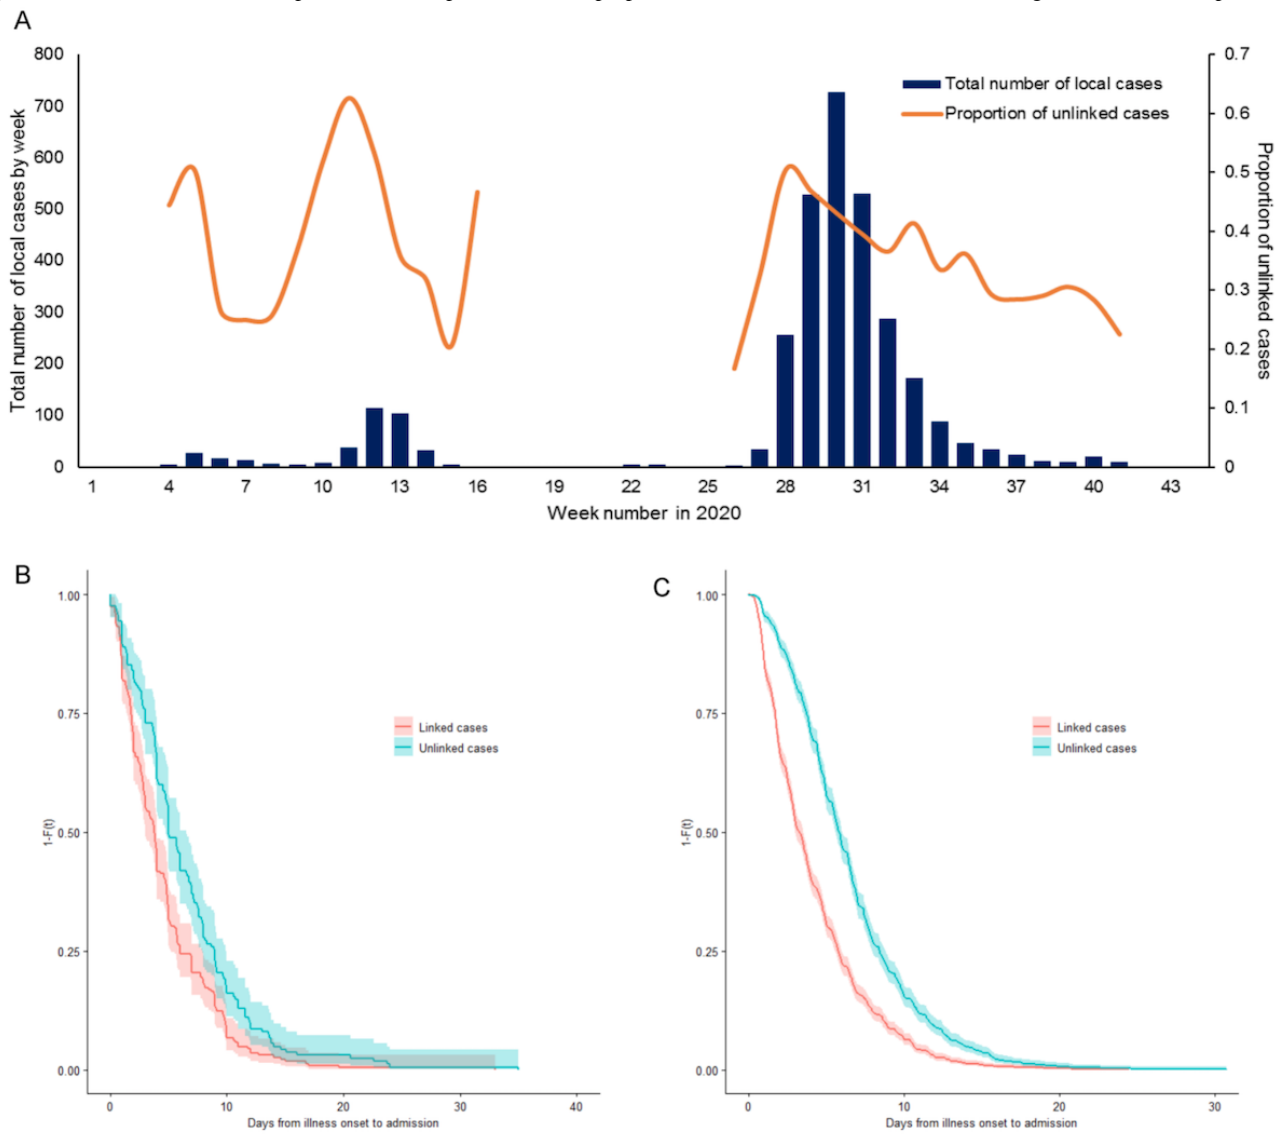 A
800
700
600
500
400
300
200
100
0
Total number of local cases by week
0.7
0.6
0.5
0.4
0.3
0.2
0.1
0
Proportion of unlinked cases
Total number of local cases
Proportion of unlinked cases
1 4 7 10 13 16 19 22 25 28 31 34 37 40 43
Week number in 2020
B
1.00
0.75
0.50
0.25
0.00
1-F(t)
Linked cases
Unlinked cases
0 10 20 30 40
Days from illness onset to admission
C
1.00
0.75
0.50
0.25
0.00
1-F(t)
Linked cases
Unlinked cases
0 10 20 30
Days from illness onset to admission